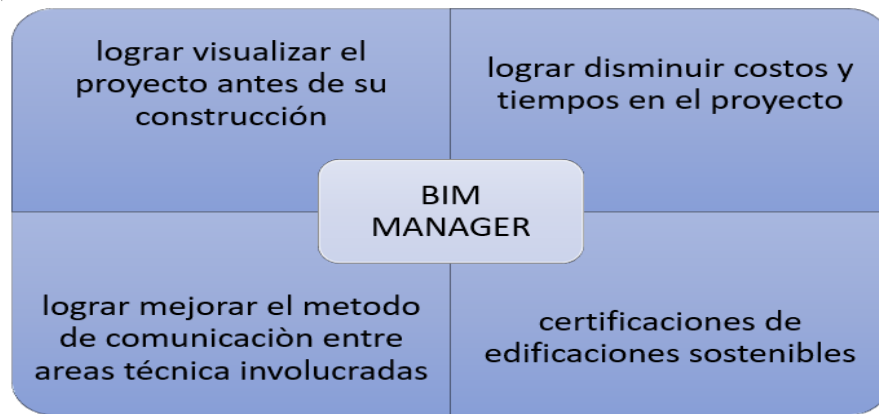 lograr visualizar el
proyecto antes de su
construcción
lograr disminuir costos y
tiempos en el proyecto
BIM
MANAGER
lograr mejorar el metodo
de comunicaciòn entre
areas técnica involucradas
certificaciones de
edificaciones sostenibles